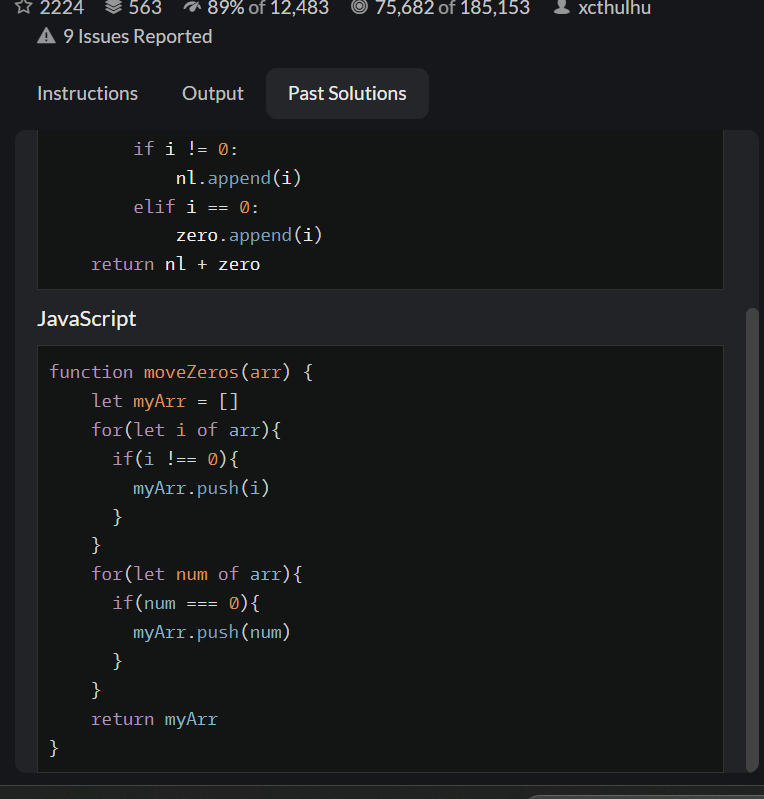 2224 563 89% of 12,483 75,682 of 185,153 xcthulhu
9 Issues Reported
Instructions Output Past Solutions
        if i != 0:
            nl.append(i)
        elif i == 0:
            zero.append(i)
    return nl + zero
JavaScript
function moveZeros(arr) {
    let myArr = []
    for(let i of arr){
      if(i !== 0){
        myArr.push(i)
      }
    }
    for(let num of arr){
      if(num === 0){
        myArr.push(num)
      }
    }
    return myArr
}